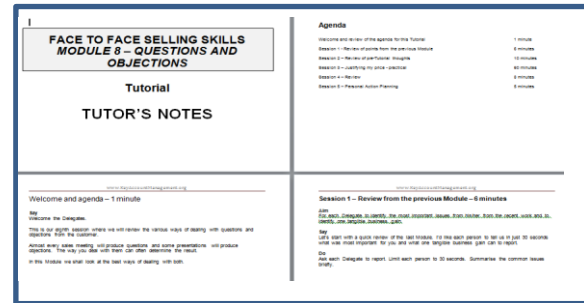 FACE TO FACE SELLING SKILLS
MODULE 8 – QUESTIONS AND
OBJECTIONS
Tutorial
TUTOR'S NOTES
Agenda
Welcome and review of the agenda for this Tutorial 1 minute
Session 1 - Review of points from the previous Module 6 minutes
Session 2 – Review of pre-Tutorial thoughts 10 minutes
Session 3 – Justifying my price - practical minutes
Session 4 – Review minutes
Session 5 – Personal Action Planning 5 minutes
Welcome and agenda – 1 minute
Say
Welcome the Delegates.
This is our eighth session where we will review the various ways of dealing with questions and
objections from the customer.
Almost every sales meeting will produce questions and some presentations will produce
objections. The way you deal with them can often determine the result.
In this Module we shall look at the best ways of dealing with both.
Session 1 – Review from the previous Module – 6 minutes
Aim
For each Delegate to identify the most important issues, from the recent work and to
identify one tangible business gain.
Say
Let's start with a quick review of the last Module. I'd like each person to tell us in just 30 seconds
what was most important for you and what one tangible business gain can to report.
Do
Ask each Delegate to report. Limit each person to 30 seconds. Summarise the common issues
briefly.